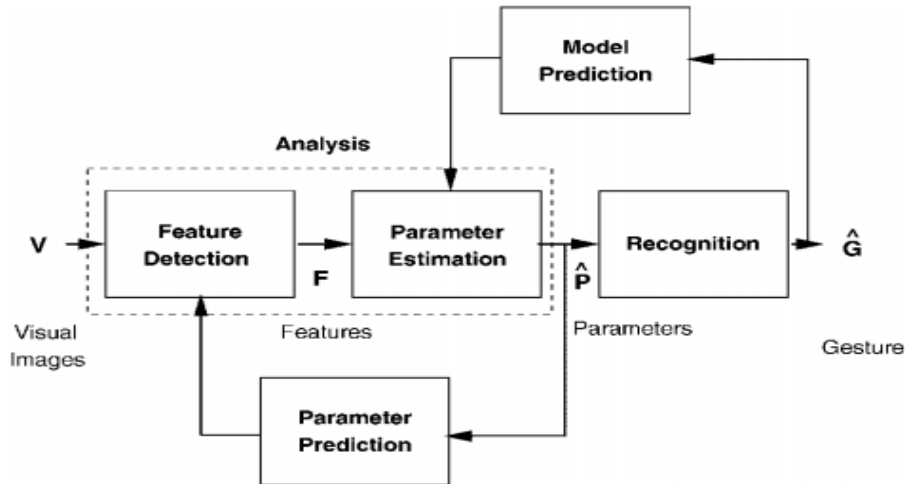 Model
Prediction
Analysis
Feature
Detection
Parameter
Estimation
Recognition
V
F
P̂
Ĝ
Visual
Images
Features
Parameters
Gesture
Parameter
Prediction